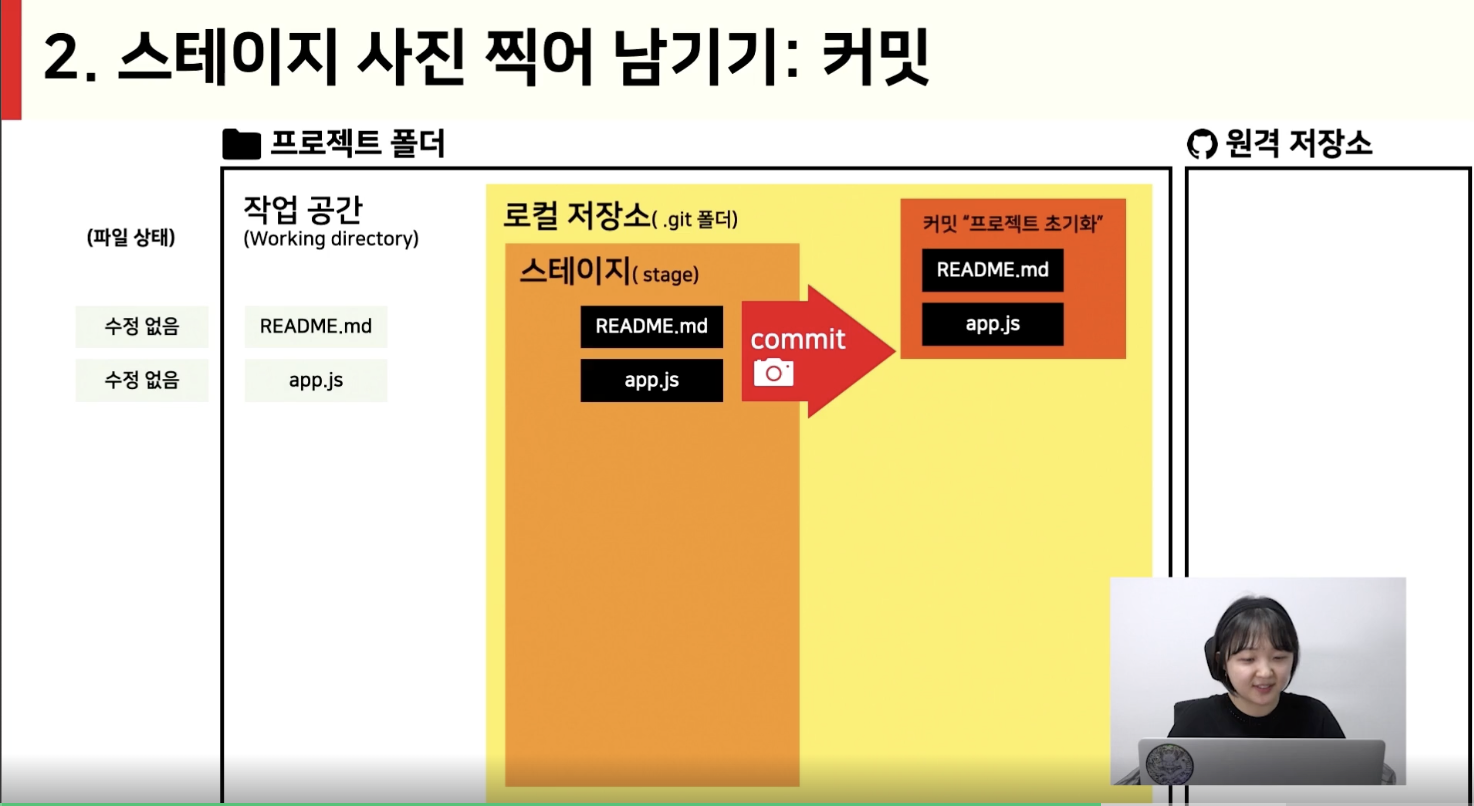 2. 스테이지 사진 찍어 남기기: 커밋
프로젝트 폴더
원격 저장소
(파일 상태)
작업 공간
(Working directory)
로컬 저장소( .git 폴더)
스테이지( stage)
커밋 “프로젝트 초기화”
README.md
app.js
수정 없음
README.md
README.md
commit
수정 없음
app.js
app.js